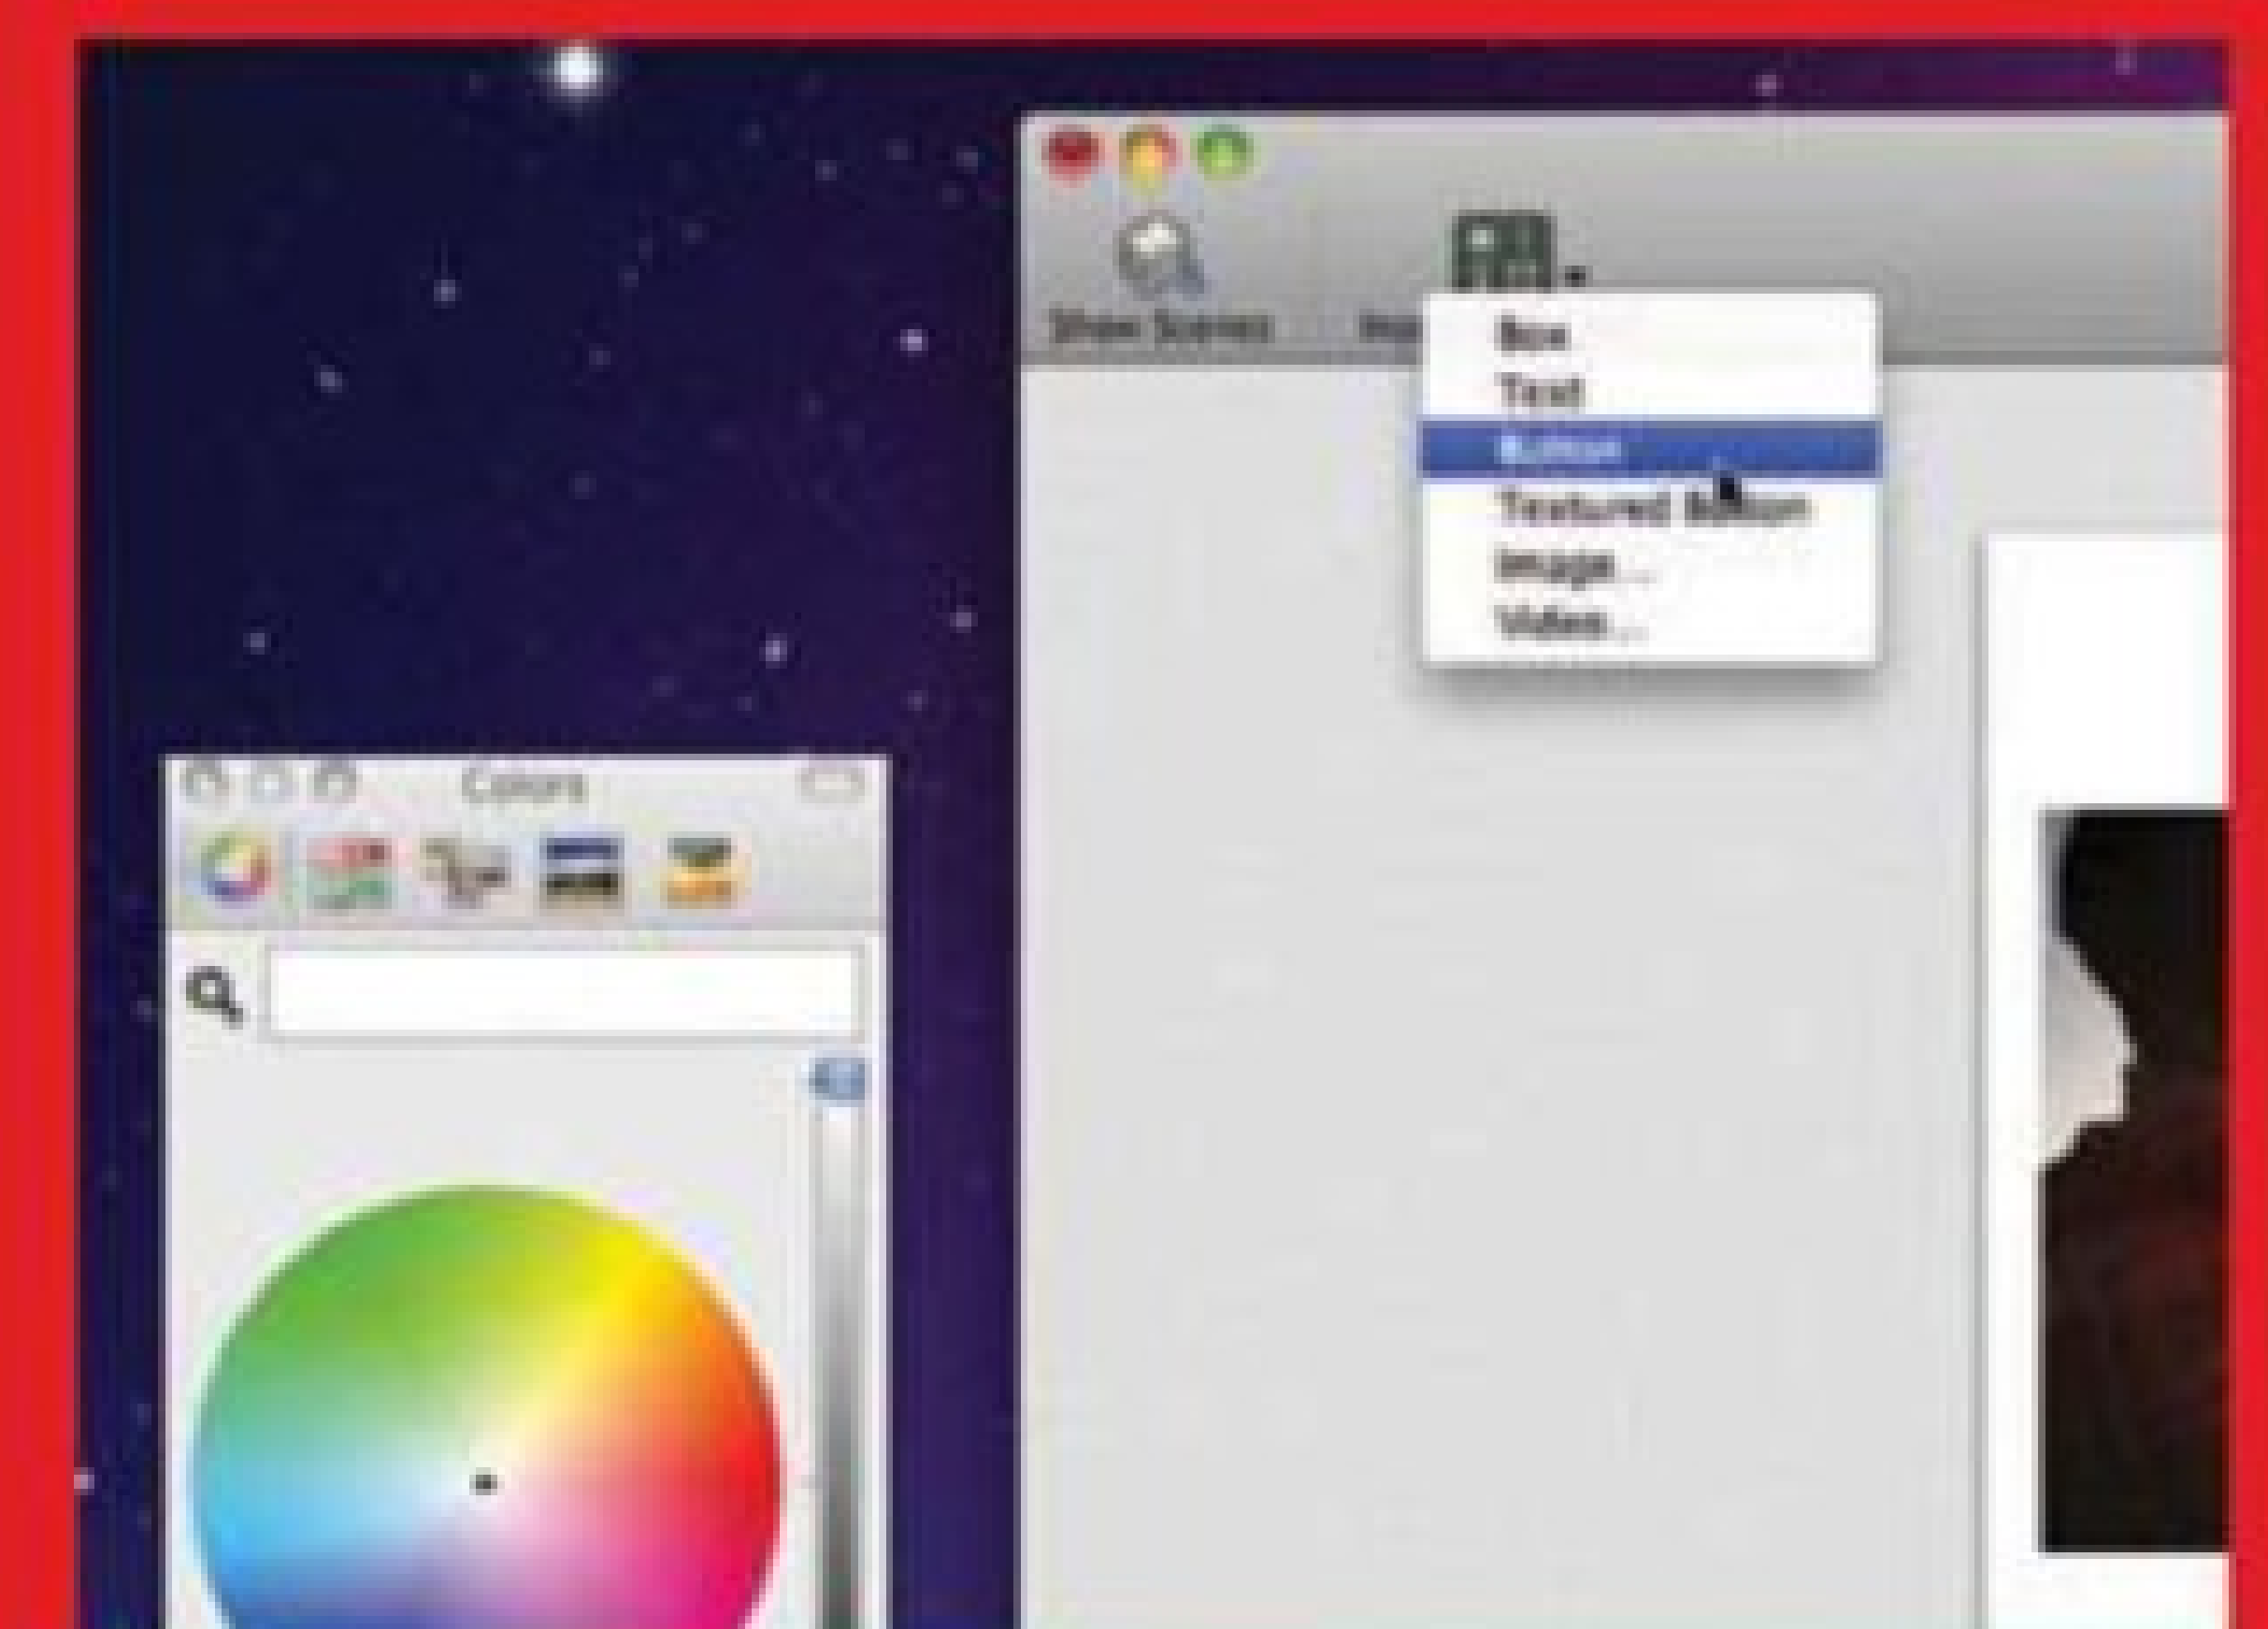 Show Scenes
Box
Text
Button
Textured Button
Image...
Video...
Colors